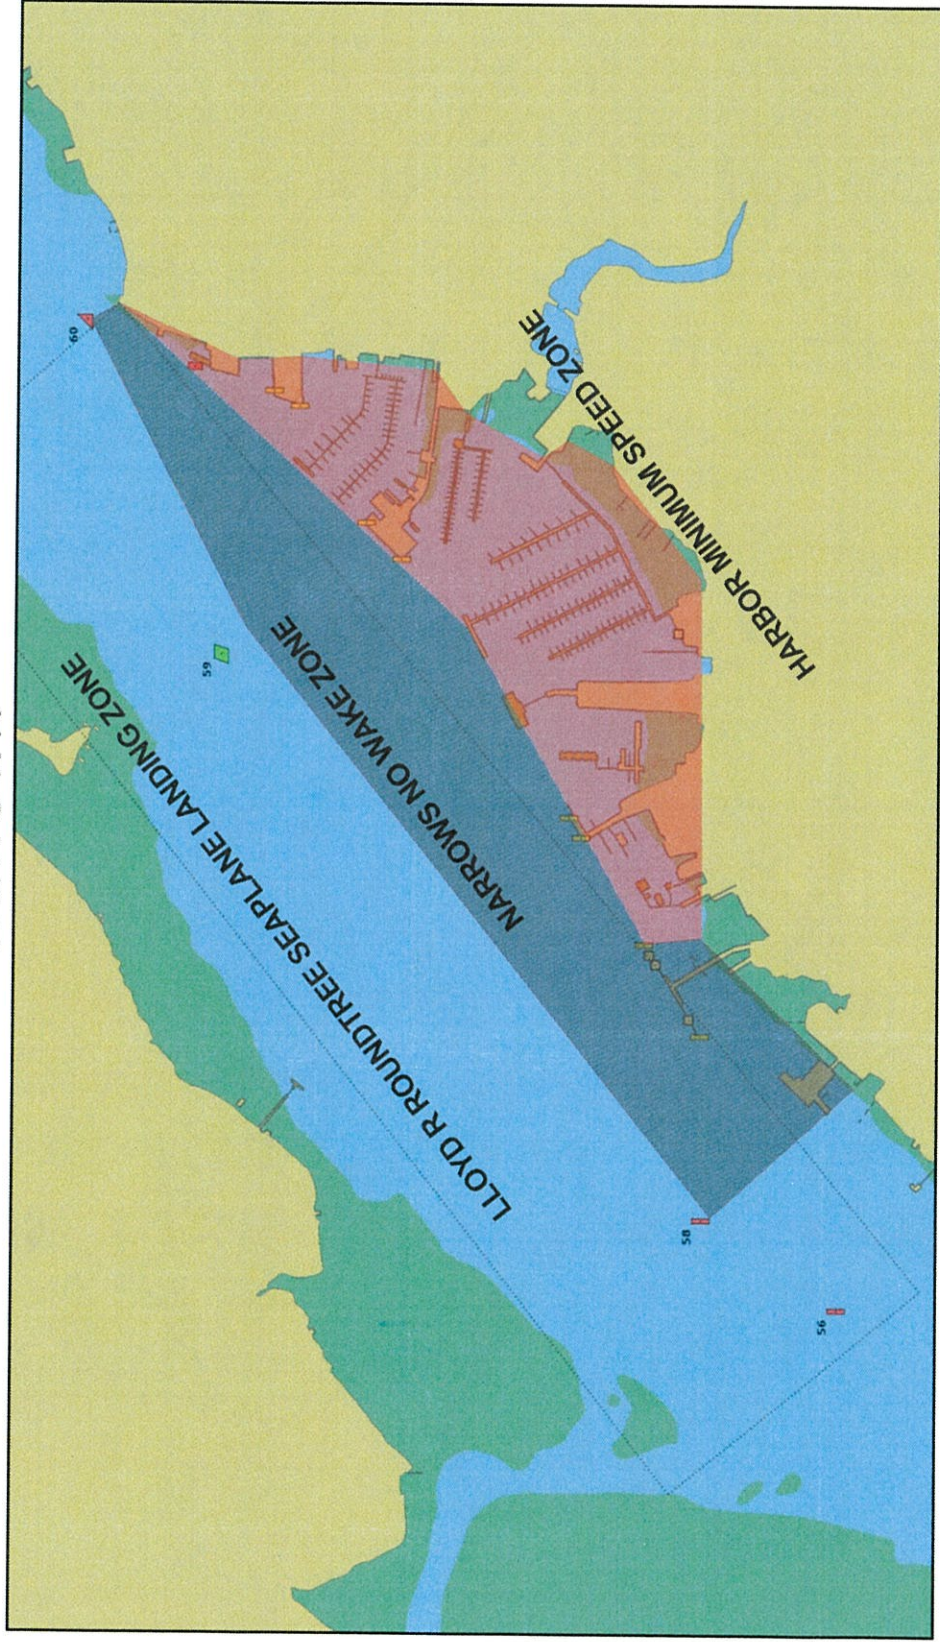 60
59
LLOYD R ROUNDTREE SEAPLANE LANDING ZONE
NARROWS NO WAKE ZONE
HARBOR MINIMUM SPEED ZONE
58
56